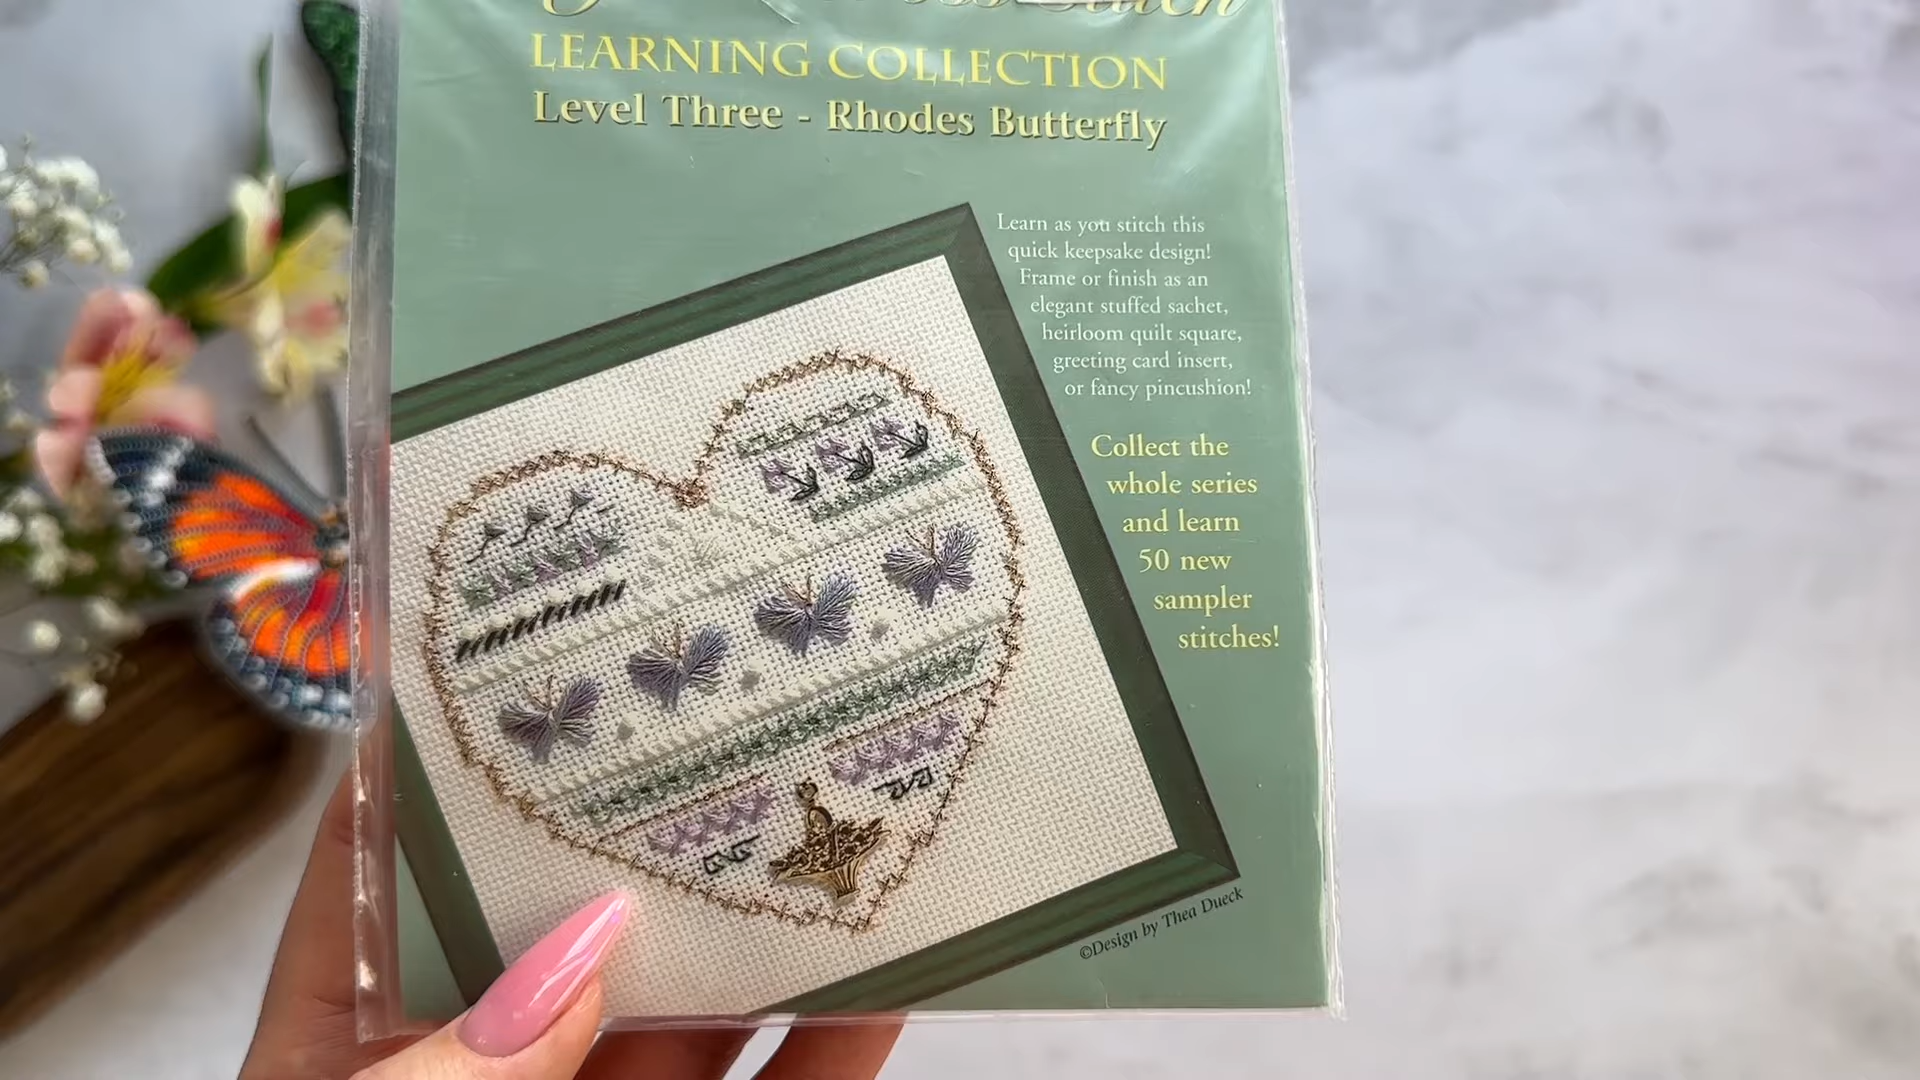 LEARNING COLLECTION
Level Three - Rhodes Butterfly
Learn as you stitch this
quick keepsake design!
Frame or finish as an
elegant stuffed sachet,
heirloom quilt square,
greeting card insert,
or fancy pincushion!
Collect the
whole series
and learn
50 new
sampler
stitches!
©Design by Thea Dueck